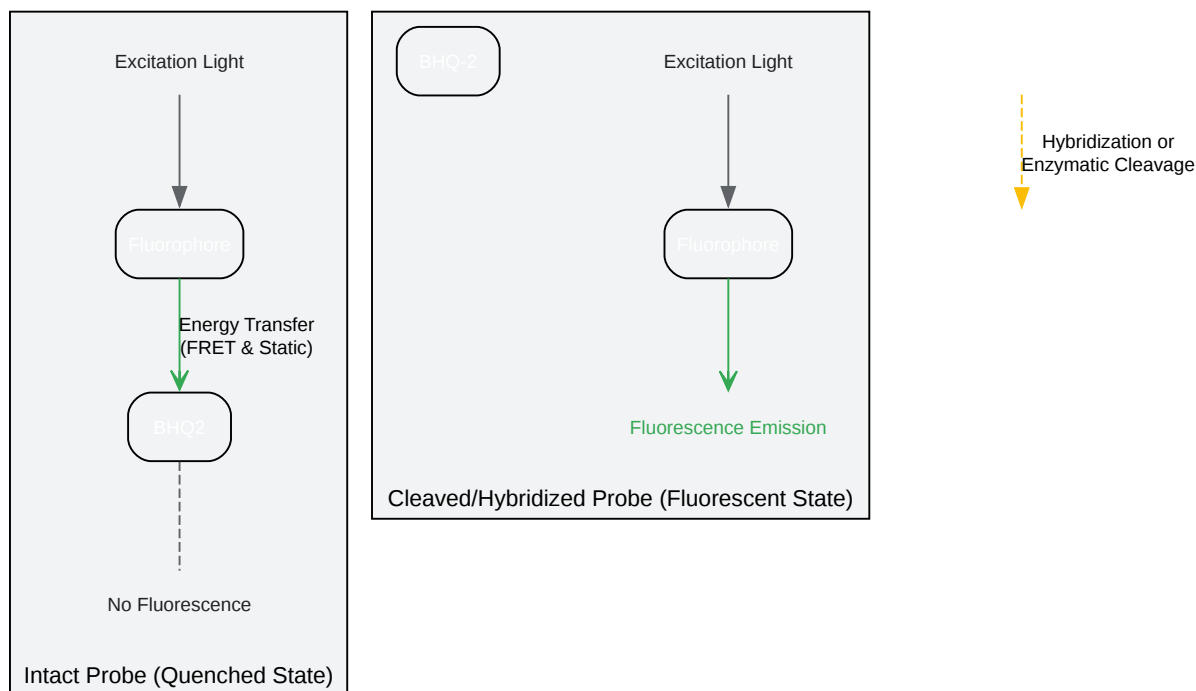 Excitation Light
Fluorophore
Energy Transfer
(FRET & Static)
BHQ2
No Fluorescence
Intact Probe (Quenched State)
BHQ-2
Excitation Light
Fluorophore
Fluorescence Emission
Cleaved/Hybridized Probe (Fluorescent State)
Hybridization or
Enzymatic Cleavage